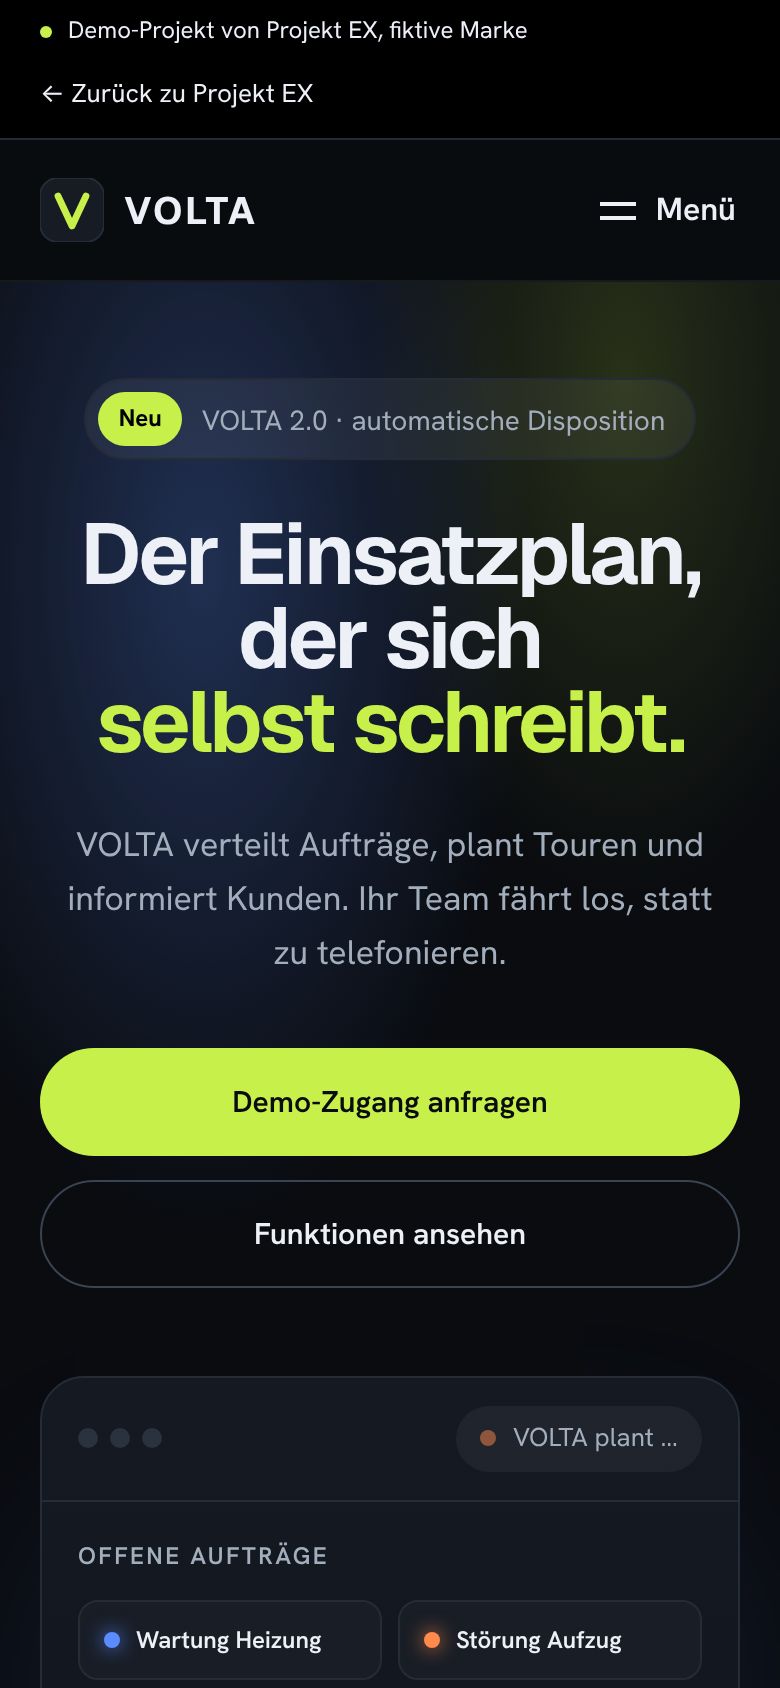 Demo-Projekt von Projekt EX, fiktive Marke
← Zurück zu Projekt EX
V VOLTA
Menü
Neu VOLTA 2.0 · automatische Disposition
Der Einsatzplan,
der sich
selbst schreibt.
VOLTA verteilt Aufträge, plant Touren und
informiert Kunden. Ihr Team fährt los, statt
zu telefonieren.
Demo-Zugang anfragen
Funktionen ansehen
VOLTA plant ...
OFFENE AUFTRÄGE
Wartung Heizung
Störung Aufzug